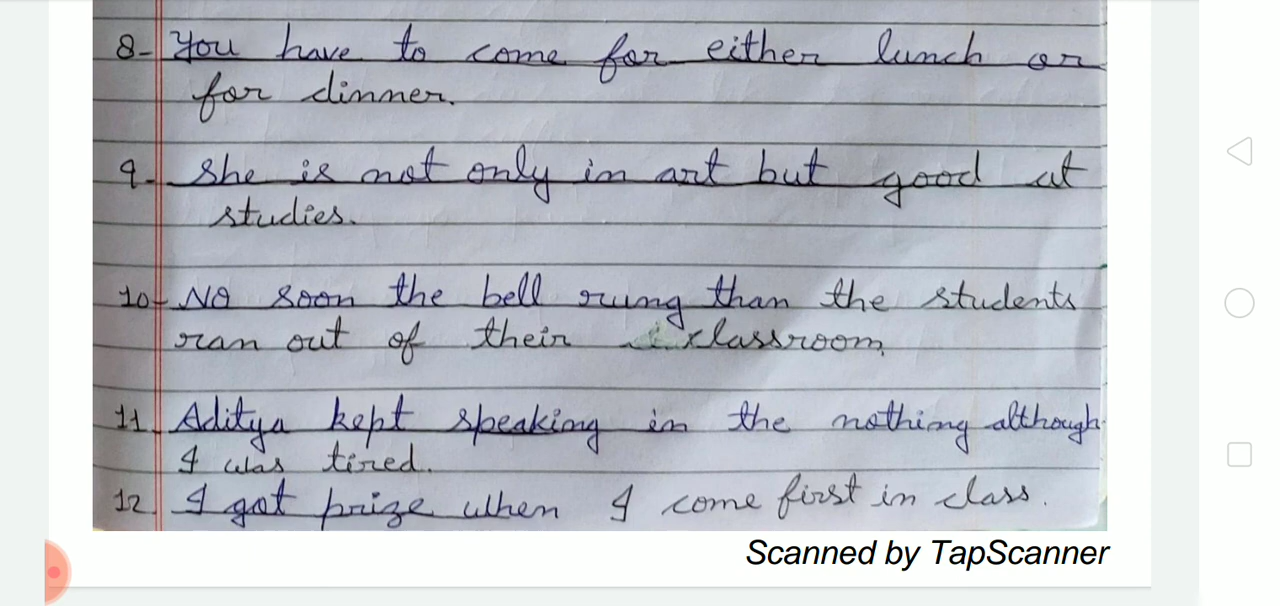 8- You have to come for either lunch or
for dinner.
9- She is not only in art but good at
studies.
10- No soon the bell rung than the students
ran out of their classroom.
11. Aditya kept speaking in the nothing although
I was tired.
12. I got prize when I come first in class.
Scanned by TapScanner